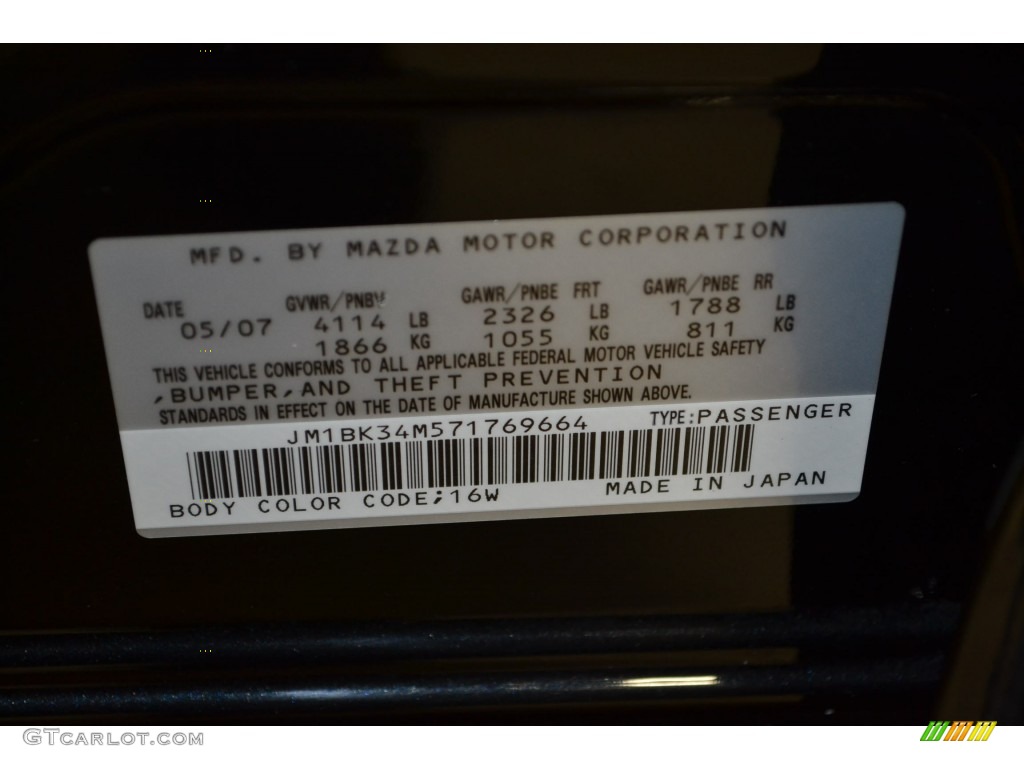 MFD. BY MAZDA MOTOR CORPORATION
DATE GVWR/PNBV GAWR/PNBE FRT GAWR/PNBE RR
05/07 4114 LB 2326 LB 1788 LB
1866 KG 1055 KG 811 KG
THIS VEHICLE CONFORMS TO ALL APPLICABLE FEDERAL MOTOR VEHICLE SAFETY
,BUMPER,AND THEFT PREVENTION
STANDARDS IN EFFECT ON THE DATE OF MANUFACTURE SHOWN ABOVE.
JM1BK34M571769664 TYPE:PASSENGER
BODY COLOR CODE;16W MADE IN JAPAN
GTCARLOT.COM